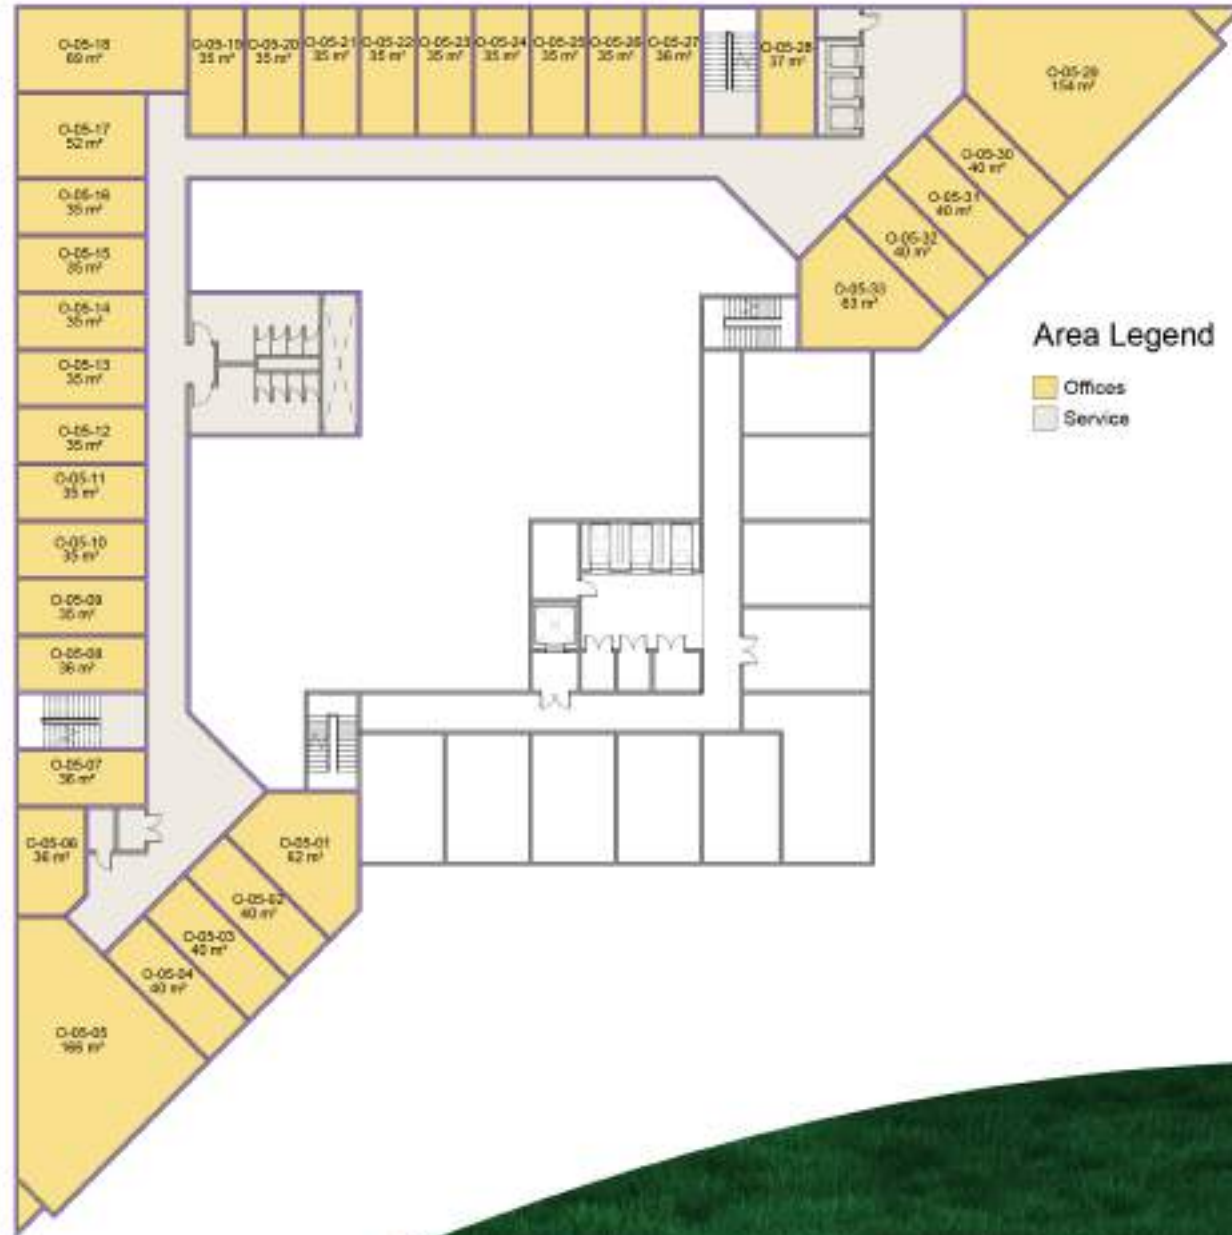 O-05-18
69 m²
O-05-19
35 m²
O-05-20
35 m²
O-05-21
35 m²
O-05-22
35 m²
O-05-23
35 m²
O-05-24
35 m²
O-05-25
35 m²
O-05-26
35 m²
O-05-27
36 m²
O-05-28
37 m²
O-05-29
154 m²
O-05-17
52 m²
O-05-30
40 m²
O-05-16
35 m²
O-05-31
40 m²
O-05-15
35 m²
O-05-32
40 m²
O-05-14
35 m²
O-05-33
63 m²
Area Legend
Offices
Service
O-05-13
35 m²
O-05-12
35 m²
O-05-11
35 m²
O-05-10
35 m²
O-05-09
35 m²
O-05-08
36 m²
O-05-07
36 m²
O-05-06
36 m²
O-05-01
62 m²
O-05-02
40 m²
O-05-03
40 m²
O-05-04
40 m²
O-05-05
166 m²